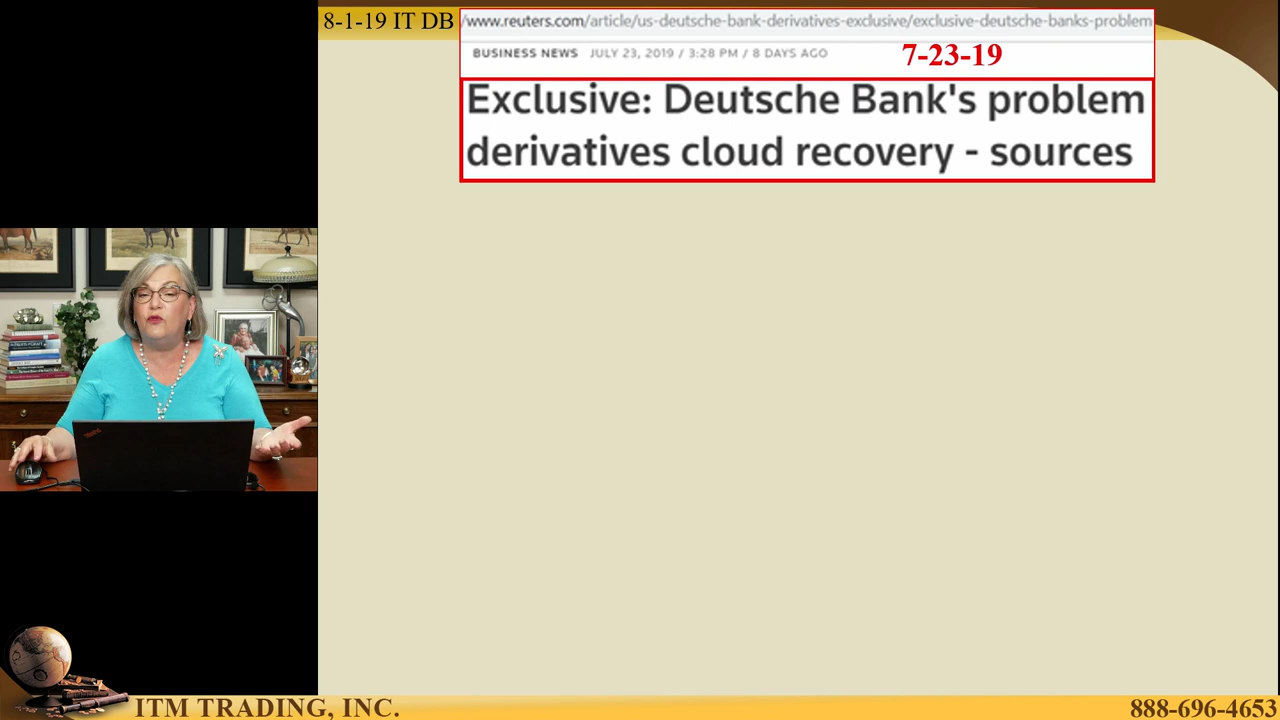 8-1-19 IT DB
/www.reuters.com/article/us-deutsche-bank-derivatives-exclusive/exclusive-deutsche-banks-problem
BUSINESS NEWS JULY 23, 2019 / 3:28 PM / 8 DAYS AGO
7-23-19
Exclusive: Deutsche Bank's problem
derivatives cloud recovery - sources
ITM TRADING, INC.
888-696-4653